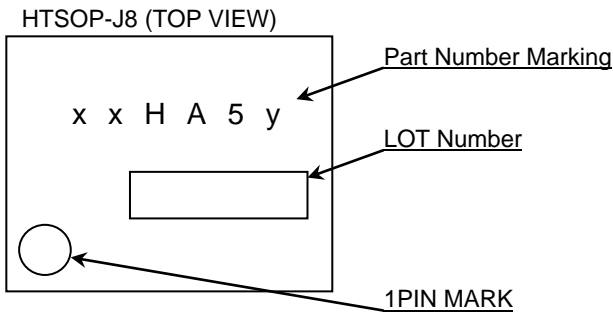 HTSOP-J8 (TOP VIEW)
Part Number Marking
x x H A 5 y
LOT Number
1PIN MARK